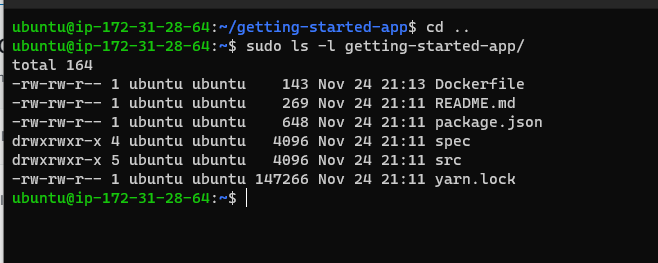 ubuntu@ip-172-31-28-64:~/getting-started-app$ cd ..
ubuntu@ip-172-31-28-64:~$ sudo ls -l getting-started-app/
total 164
-rw-rw-r-- 1 ubuntu ubuntu    143 Nov 24 21:13 Dockerfile
-rw-rw-r-- 1 ubuntu ubuntu    269 Nov 24 21:11 README.md
-rw-rw-r-- 1 ubuntu ubuntu    648 Nov 24 21:11 package.json
drwxrwxr-x 4 ubuntu ubuntu   4096 Nov 24 21:11 spec
drwxrwxr-x 5 ubuntu ubuntu   4096 Nov 24 21:11 src
-rw-rw-r-- 1 ubuntu ubuntu 147266 Nov 24 21:11 yarn.lock
ubuntu@ip-172-31-28-64:~$